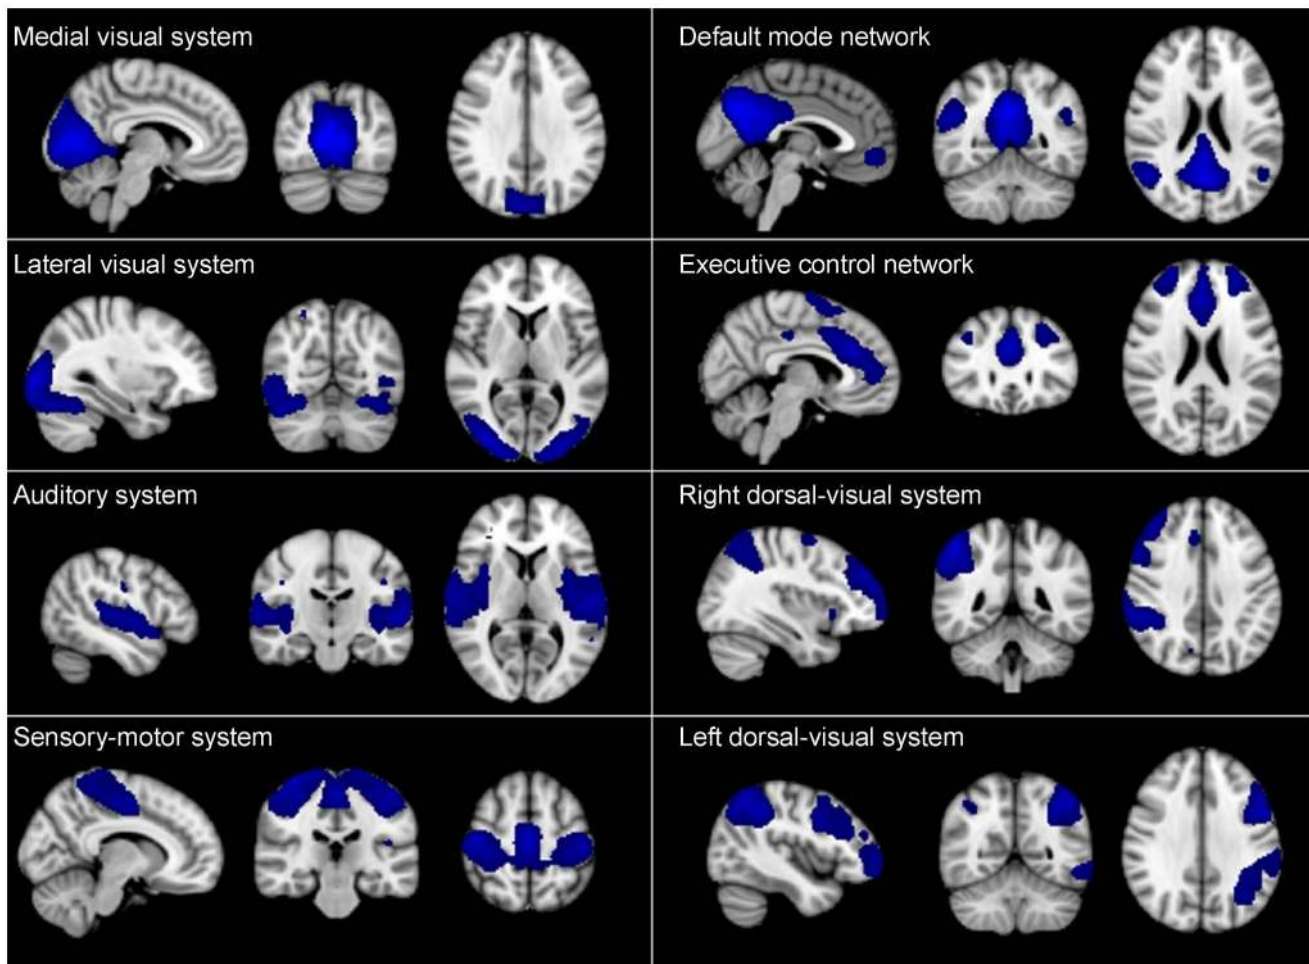 Medial visual system
Default mode network
Lateral visual system
Executive control network
Auditory system
Right dorsal-visual system
Sensory-motor system
Left dorsal-visual system